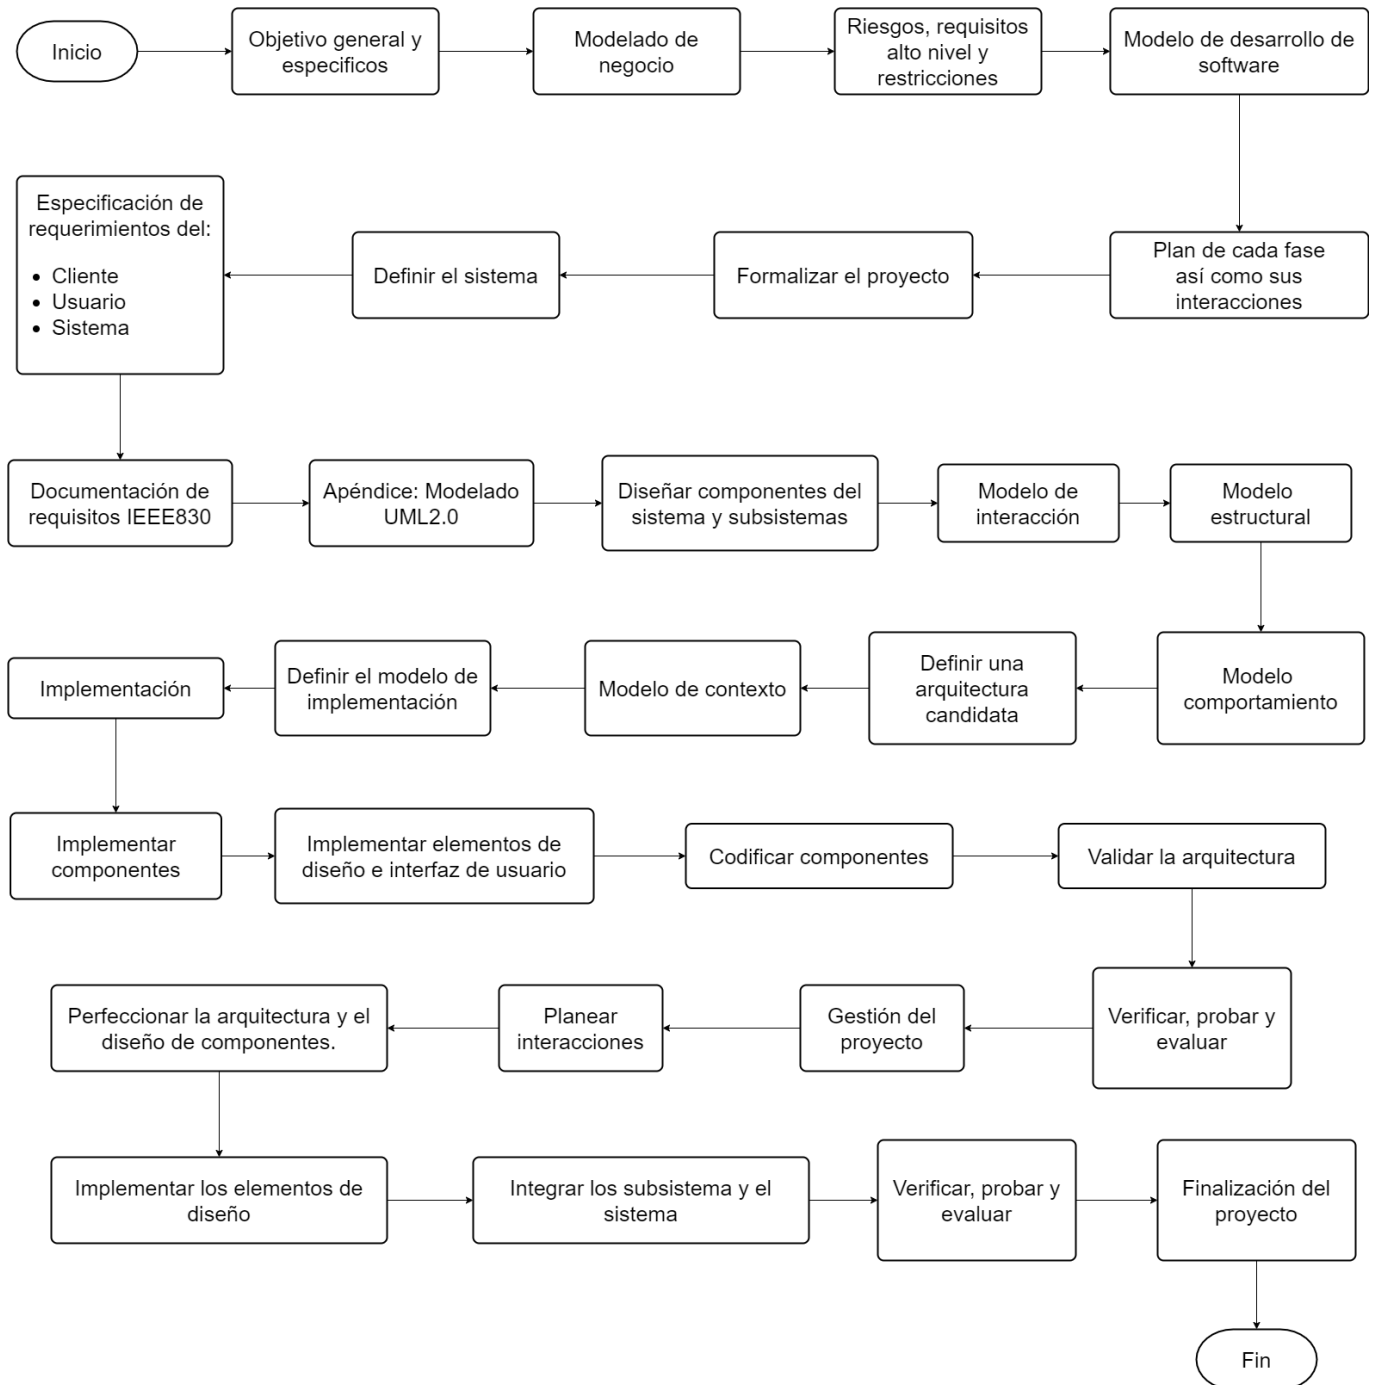 Inicio
Objetivo general y
especificos
Modelado de
negocio
Riesgos, requisitos
alto nivel y
restricciones
Modelo de desarrollo de
software
Plan de cada fase
así como sus
interacciones
Formalizar el proyecto
Definir el sistema
Especificación de
requerimientos del:
• Cliente
• Usuario
• Sistema
Documentación de
requisitos IEEE830
Apéndice: Modelado
UML2.0
Diseñar componentes del
sistema y subsistemas
Modelo de
interacción
Modelo
estructural
Modelo
comportamiento
Definir una
arquitectura
candidata
Modelo de contexto
Definir el modelo de
implementación
Implementación
Implementar
componentes
Implementar elementos de
diseño e interfaz de usuario
Codificar componentes
Validar la arquitectura
Verificar, probar y
evaluar
Gestión del
proyecto
Planear
interacciones
Perfeccionar la arquitectura y el
diseño de componentes.
Implementar los elementos de
diseño
Integrar los subsistema y el
sistema
Verificar, probar y
evaluar
Finalización del
proyecto
Fin